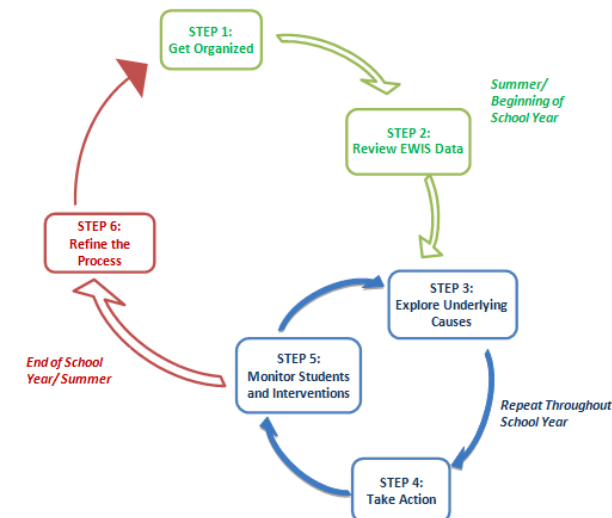 STEP 1:
Get Organized
Summer/
Beginning of
School Year
STEP 2:
Review EWIS Data
STEP 6:
Refine the
Process
STEP 3:
Explore Underlying
Causes
End of School
Year/ Summer
STEP 5:
Monitor Students
and Interventions
Repeat Throughout
School Year
STEP 4:
Take Action